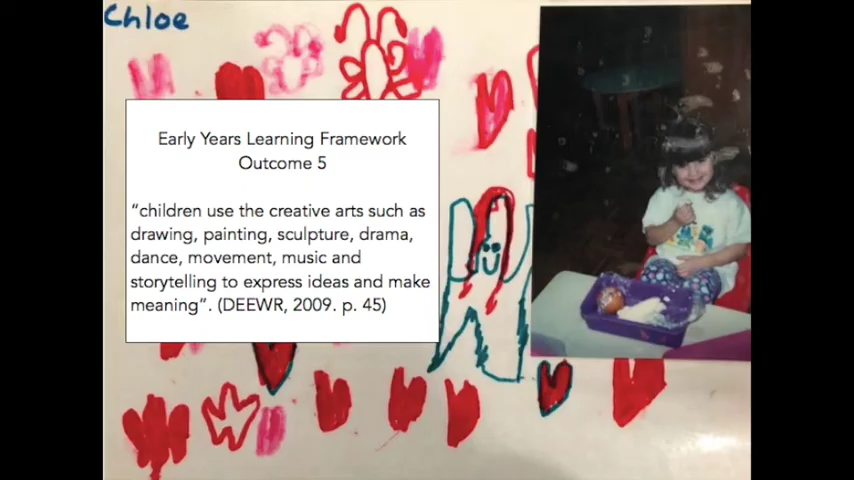 Chloe
Early Years Learning Framework
Outcome 5
“children use the creative arts such as
drawing, painting, sculpture, drama,
dance, movement, music and
storytelling to express ideas and make
meaning”. (DEEWR, 2009. p. 45)